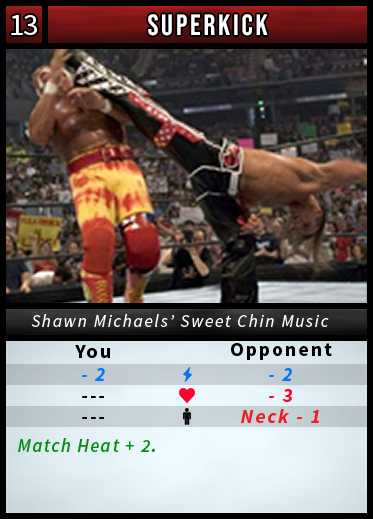 13 SUPERKICK
Shawn Michaels' Sweet Chin Music
You Opponent
- 2 - 2
--- - 3
--- Neck - 1
Match Heat + 2.